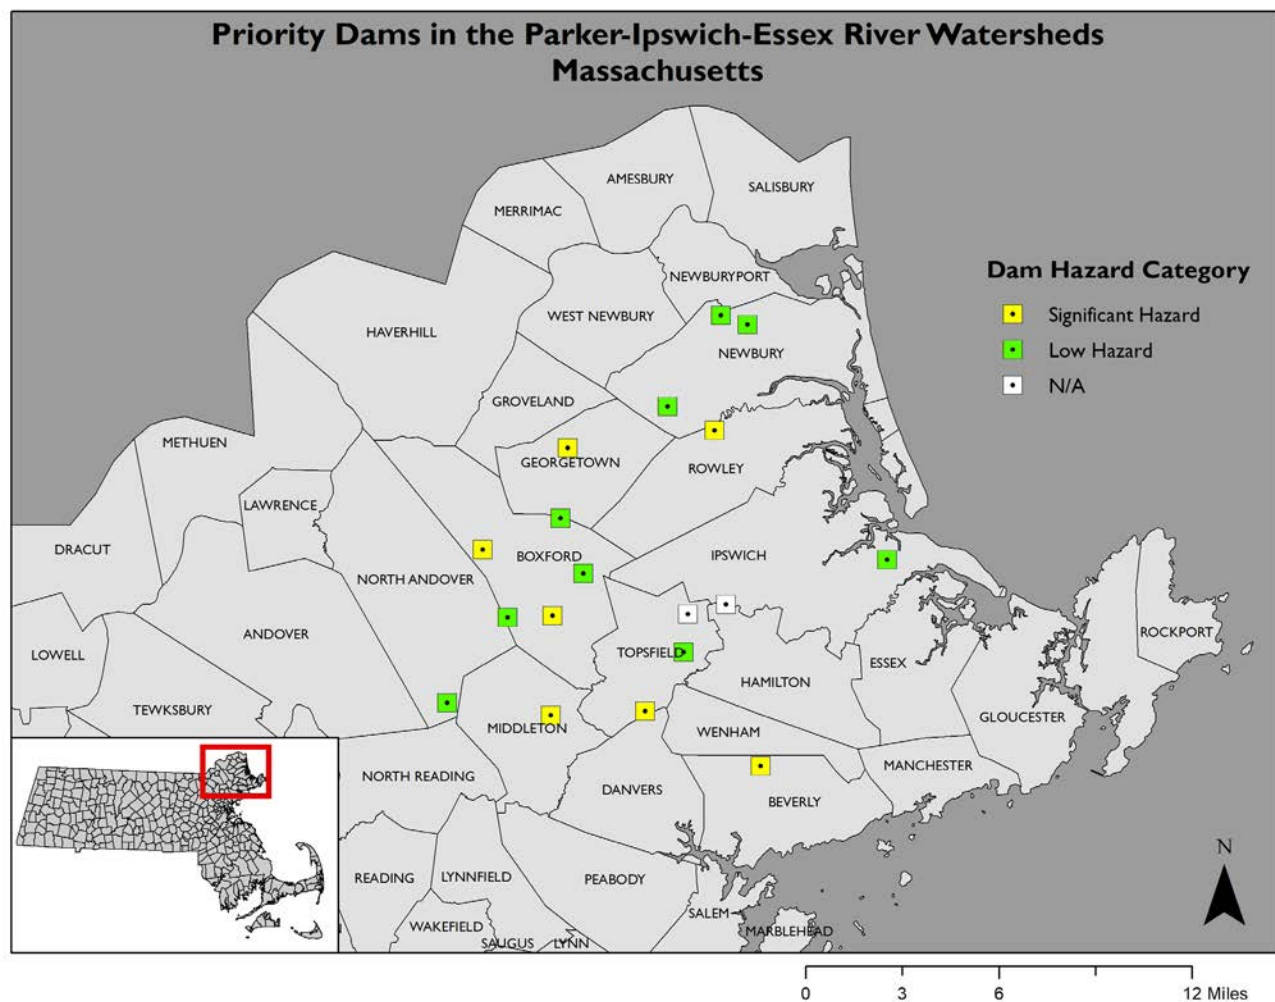 Priority Dams in the Parker-Ipswich-Essex River Watersheds
Massachusetts
AMESBURY
SALISBURY
MERRIMAC
NEWBURYPORT
Dam Hazard Category
WEST NEWBURY
Significant Hazard
HAVERHILL
NEWBURY
Low Hazard
N/A
GROVELAND
METHUEN
GEORGETOWN
ROWLEY
LAWRENCE
DRACUT
BOXFORD
IPSWICH
NORTH ANDOVER
ANDOVER
ROCKPORT
LOWELL
TOPSFIELD
ESSEX
HAMILTON
TEWKSBURY
GLOUCESTER
MIDDLETON
WENHAM
MANCHESTER
NORTH READING
DANVERS
BEVERLY
N
READING
LYNNFIELD
PEABODY
SALEM
WAKEFIELD
MARBLEHEAD
SAUGUS
LYNN
0 3 6 12 Miles